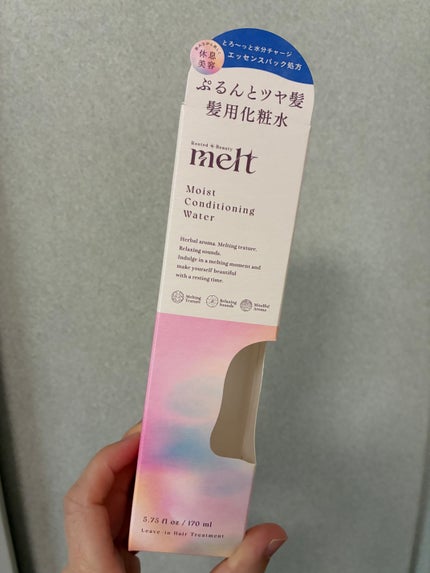 とろ〜っと水分チャージ
エッセンスパック処方
休息
美容
ぷるんとツヤ髪
髪用化粧水
Rooted Beauty
melt
Moist
Conditioning
Water
Herbal aroma. Melting texture.
Relaxing sounds.
Indulge in a melting moment and
make yourself beautiful
with a resting time.
Melting
Texture
Relaxing
Sounds
Mindful
Aroma
5.75 fl oz / 170 ml
Leave-in Hair Treatment